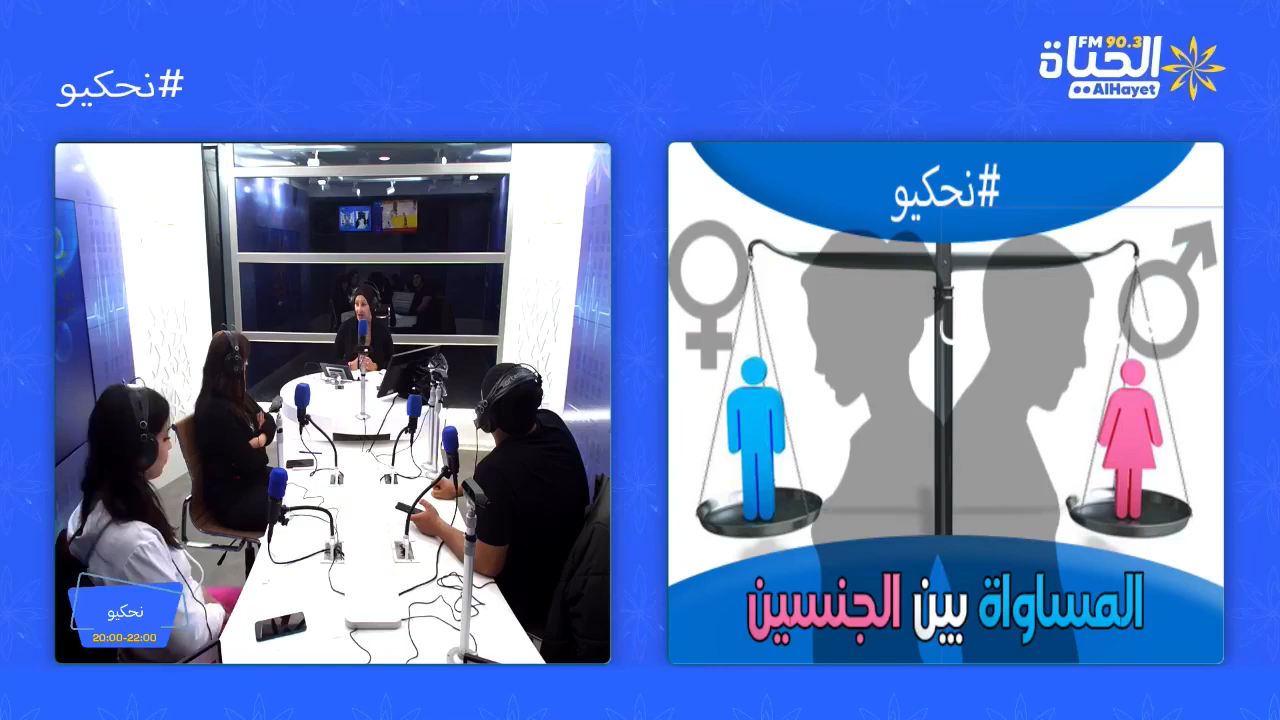 #نحكيو
FM 90.3
الحياة
AlHayet
#نحكيو
المساواة بين الجنسين
نحكيو
20:00-22:00